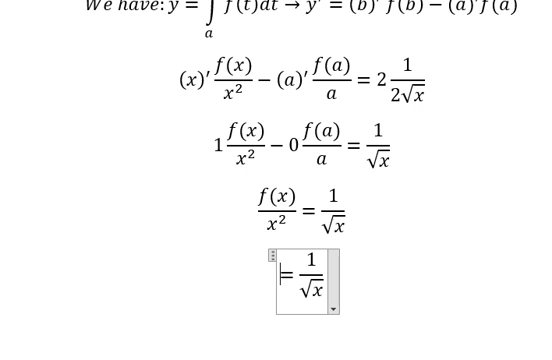 We have: y = ∫ₐ f(t)dt → y′ = (b)′ f(b) − (a)′f(a)
(x)′ f(x)/x² − (a)′ f(a)/a = 2 1/(2√x)
1 f(x)/x² − 0 f(a)/a = 1/√x
f(x)/x² = 1/√x
= 1/√x